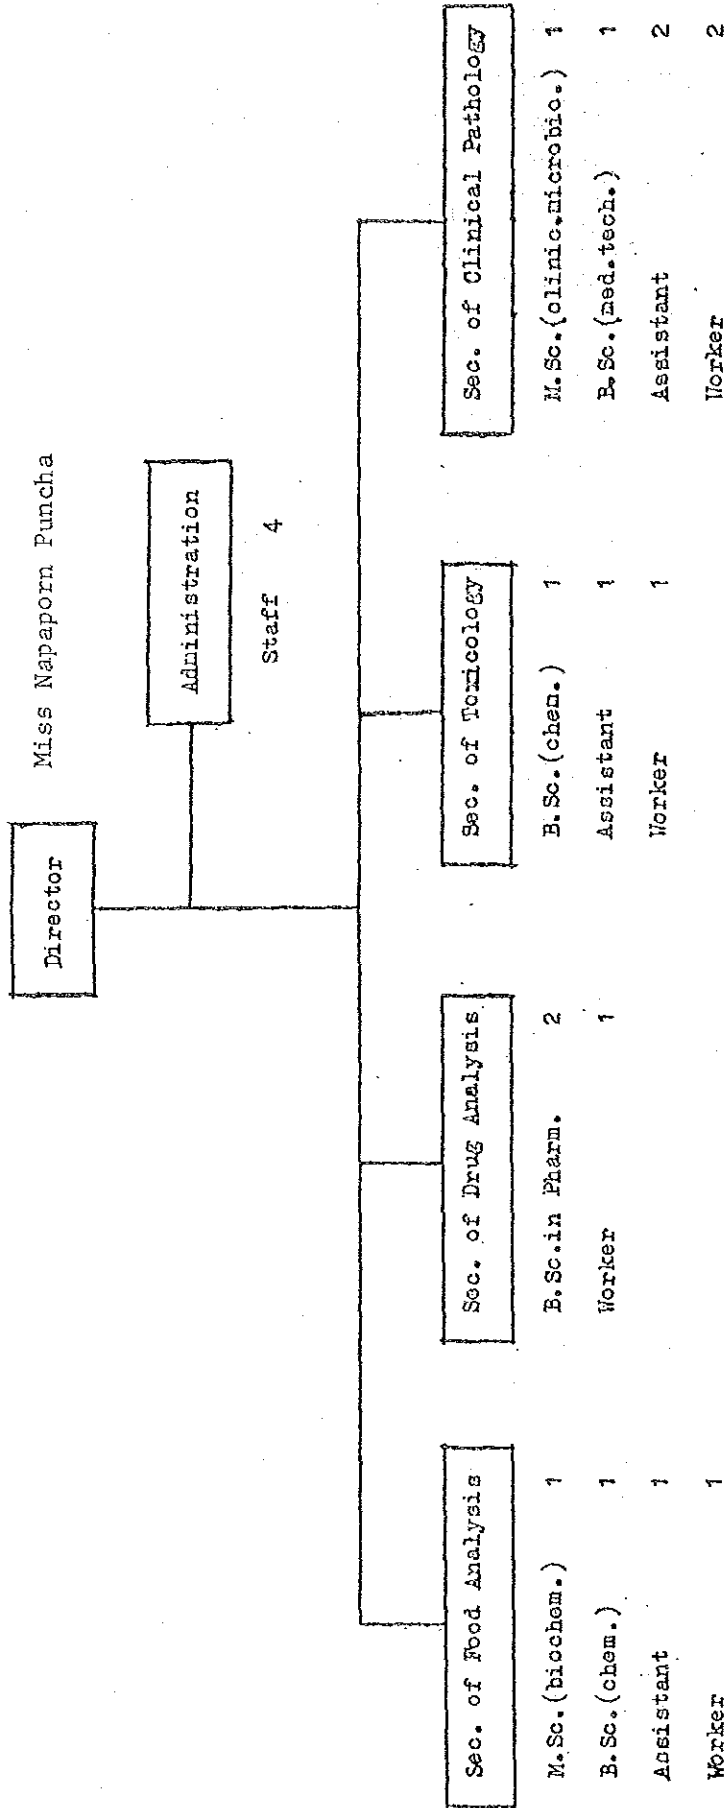 Director
Miss Napaporn Puncha
Administration
Staff 4
Sec. of Food Analysis
M.Sc.(biochem.) 1
B.Sc.(chem.) 1
Assistant 1
Worker 1
Sec. of Drug Analysis
B.Sc.in Pharm. 2
Worker 1
Sec. of Toxicology
B.Sc.(chem.) 1
Assistant 1
Worker 1
Sec. of Clinical Pathology
M.Sc.(clinic.microbic.) 1
B.Sc.(med.tech.) 1
Assistant 2
Worker 2